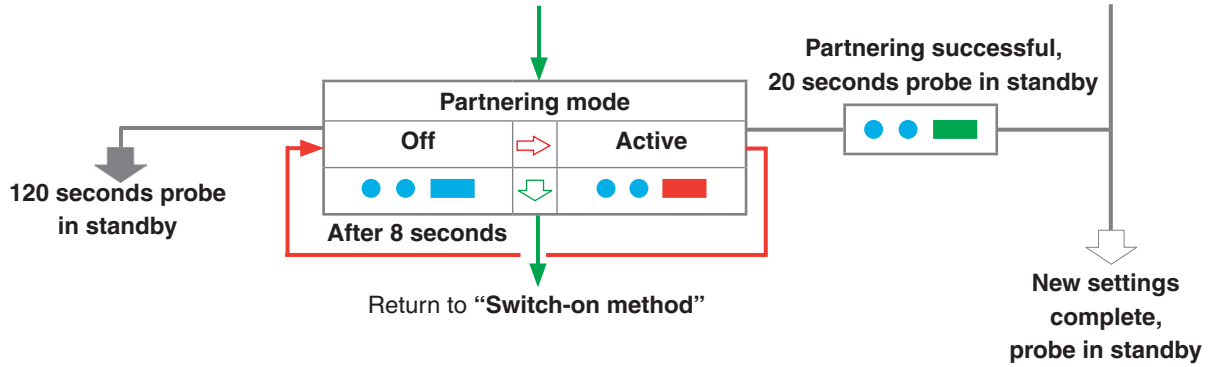 Partnering successful,
20 seconds probe in standby
Partnering mode
Off
Active
120 seconds probe
in standby
After 8 seconds
Return to “Switch-on method”
New settings
complete,
probe in standby